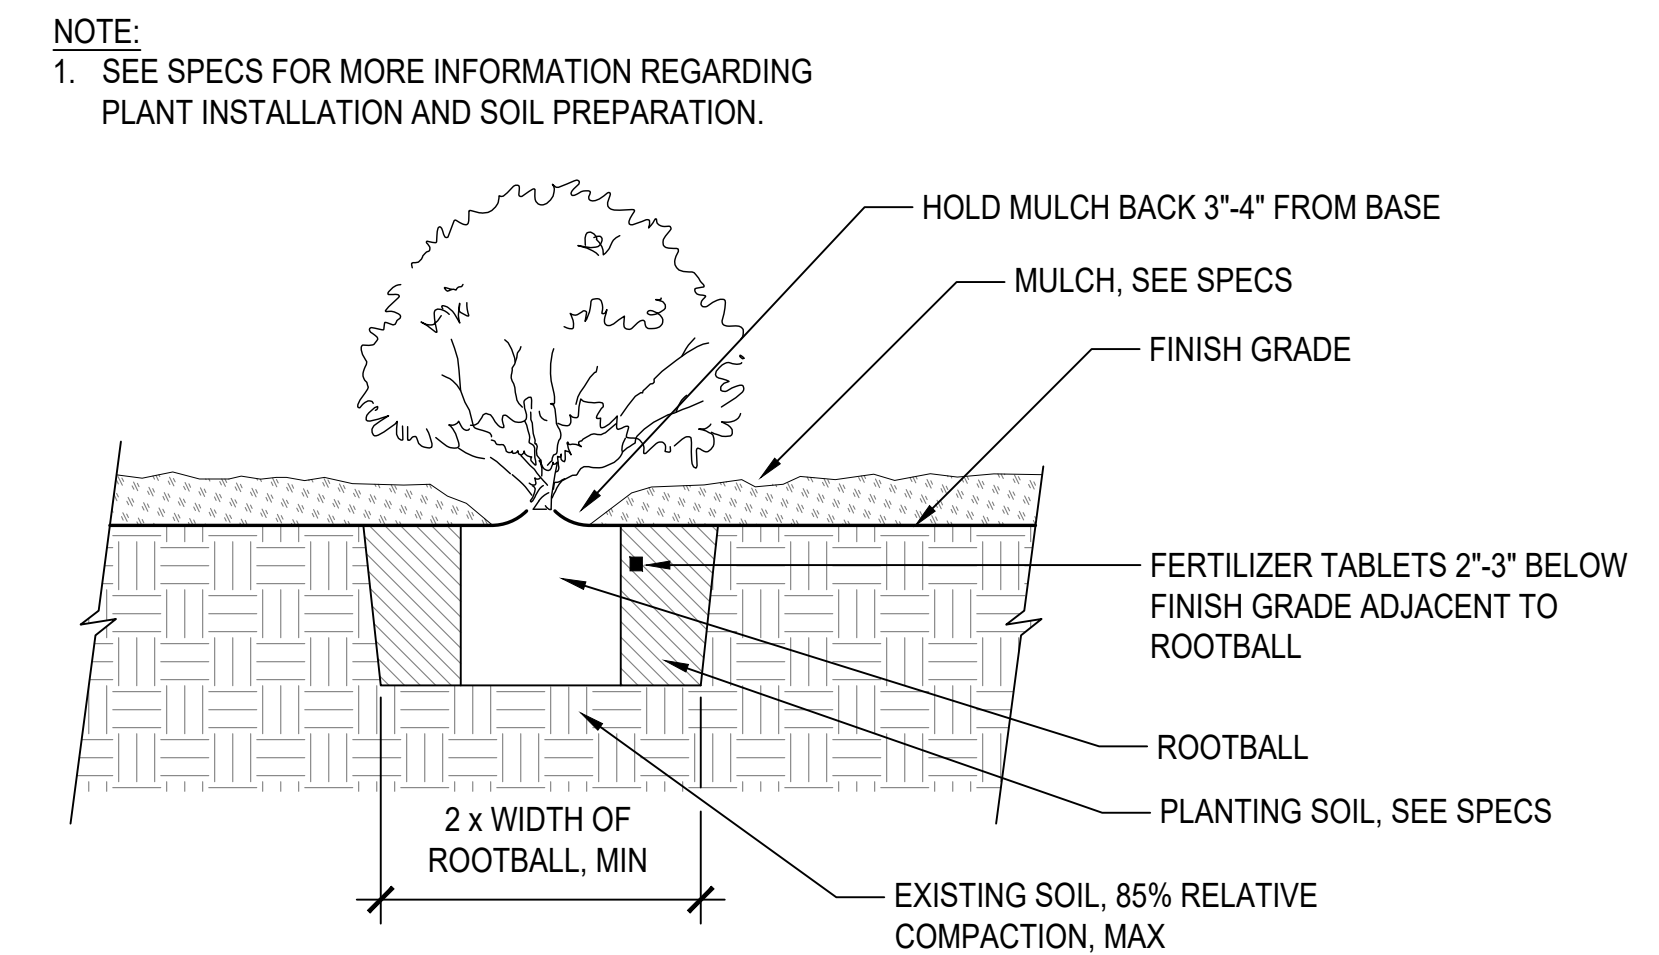 NOTE:
1. SEE SPECS FOR MORE INFORMATION REGARDING
PLANT INSTALLATION AND SOIL PREPARATION.
HOLD MULCH BACK 3"-4" FROM BASE
MULCH, SEE SPECS
FINISH GRADE
FERTILIZER TABLETS 2"-3" BELOW
FINISH GRADE ADJACENT TO
ROOTBALL
ROOTBALL
PLANTING SOIL, SEE SPECS
2 x WIDTH OF
ROOTBALL, MIN
EXISTING SOIL, 85% RELATIVE
COMPACTION, MAX